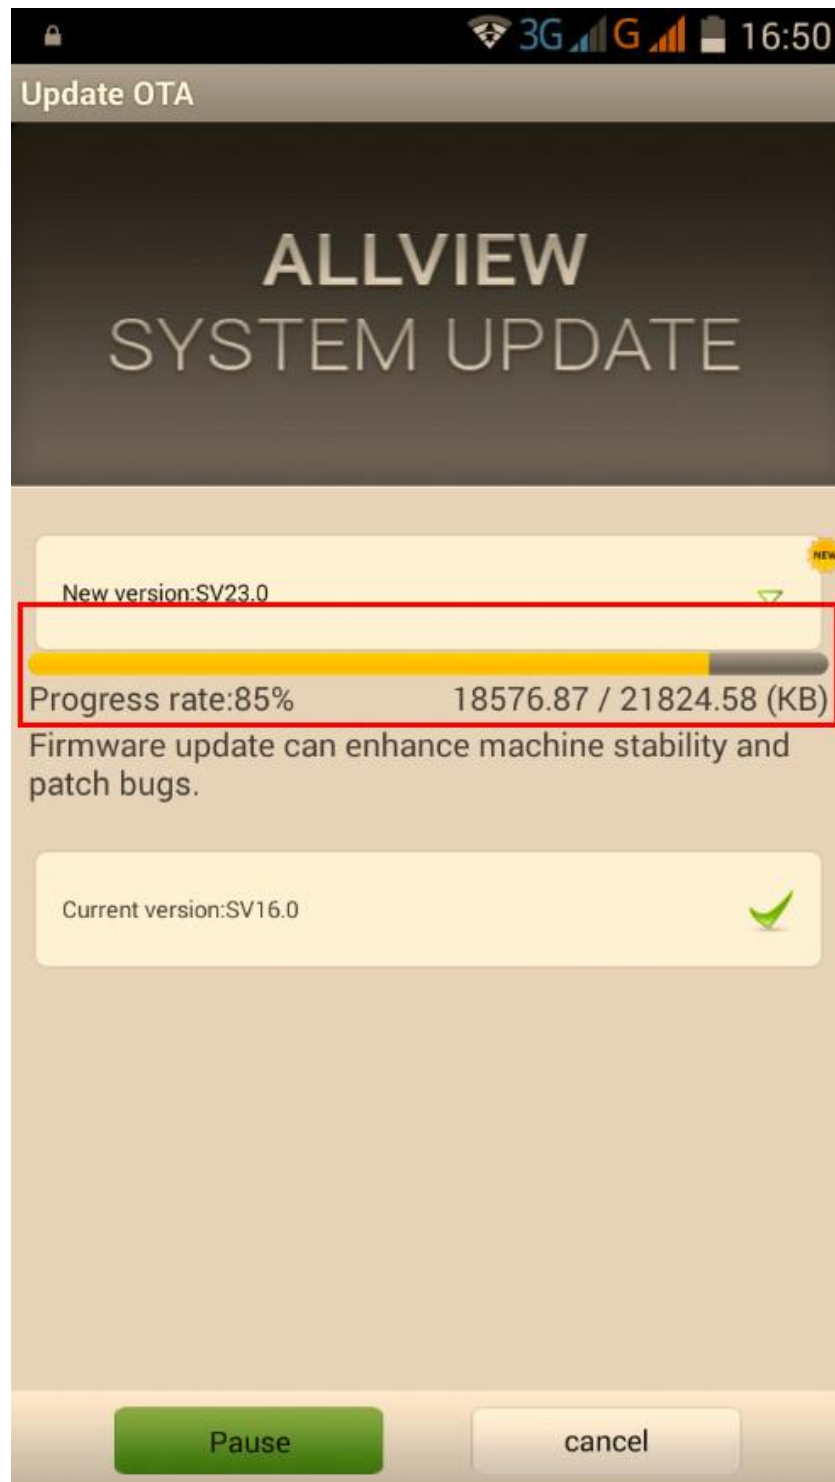 3G G 16:50
Update OTA
ALLVIEW
SYSTEM UPDATE
NEW
New version:SV23.0
Progress rate:85% 18576.87 / 21824.58 (KB)
Firmware update can enhance machine stability and
patch bugs.
Current version:SV16.0
Pause cancel